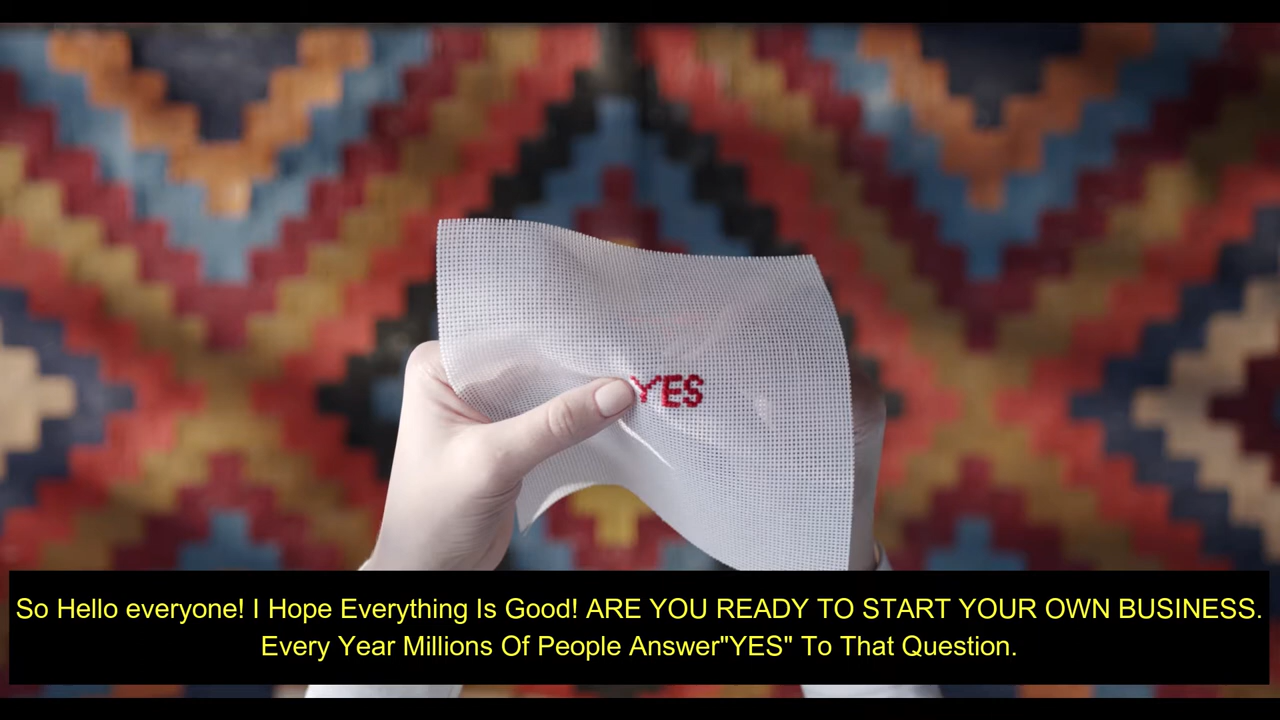 YES
So Hello everyone! I Hope Everything Is Good! ARE YOU READY TO START YOUR OWN BUSINESS.
Every Year Millions Of People Answer"YES" To That Question.